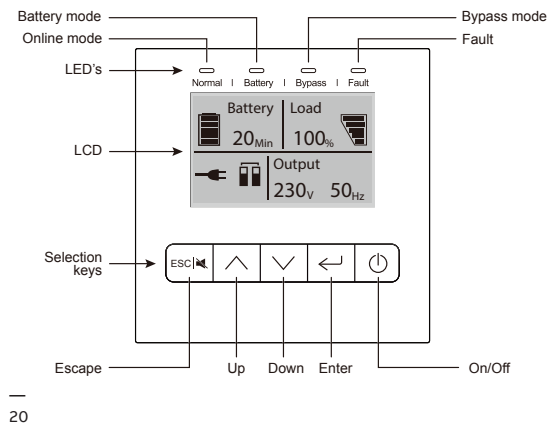 Battery mode
Bypass mode
Online mode
Fault
LED's
Normal | Battery | Bypass | Fault
Battery Load
20Min 100%
LCD
Output
230V 50Hz
Selection
keys
ESC
Escape Up Down Enter On/Off
20